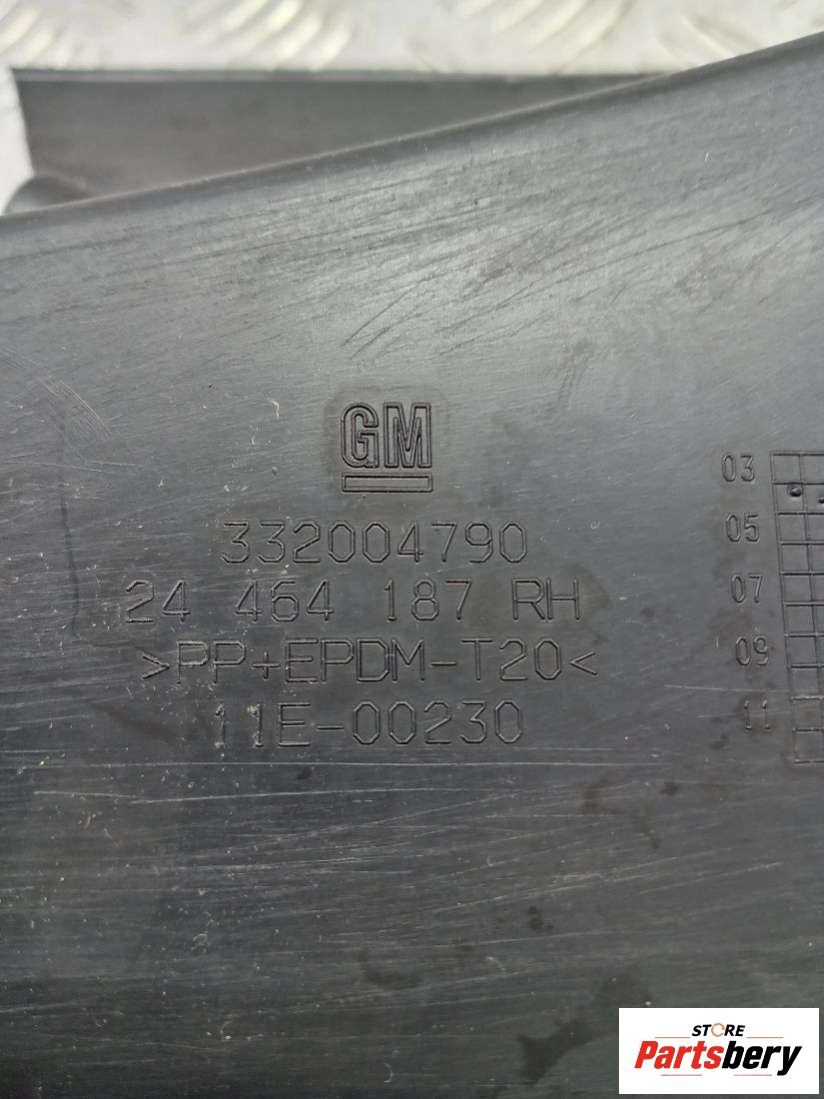 GM
332004790
24 464 187 RH
>PP+EPDM-T20<
11E-00230
03
05
07
09
11
STORE
Partsbery